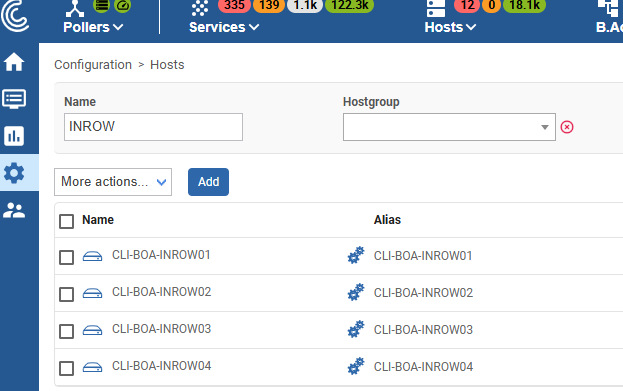 335 139 1.1k 122.3k 12 0 18.1k
Pollers Services Hosts
Configuration > Hosts
Name Hostgroup
INROW
More actions... Add
Name Alias
CLI-BOA-INROW01 CLI-BOA-INROW01
CLI-BOA-INROW02 CLI-BOA-INROW02
CLI-BOA-INROW03 CLI-BOA-INROW03
CLI-BOA-INROW04 CLI-BOA-INROW04